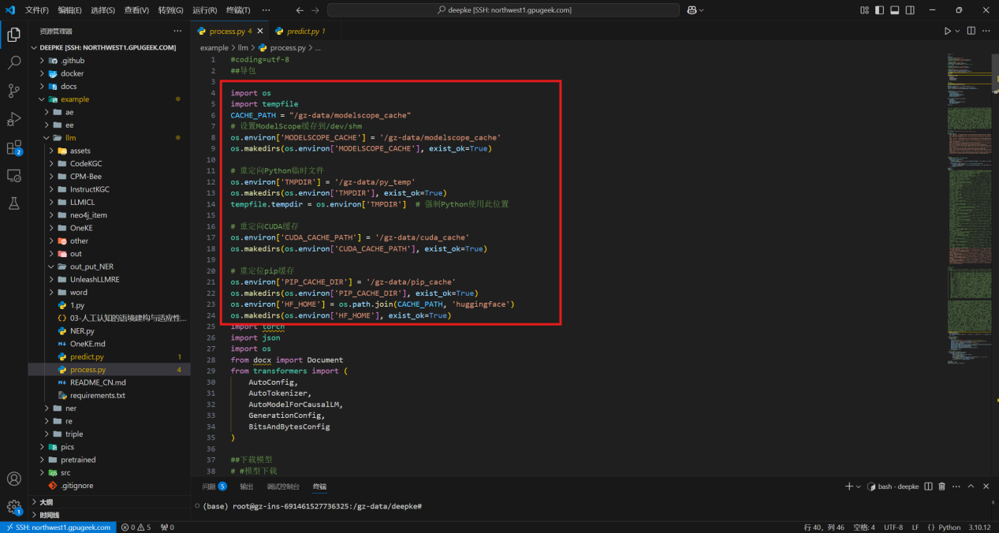 文件(F) 编辑(E) 选择(S) 查看(V) 转到(G) 运行(R) 终端(T) ··· deepke [SSH: northwest1.gpugeek.com]
资源管理器 ···
DEEPKE [SSH: NORTHWEST1.GPUGEEK.COM]
.github
docker
docs
example
ae
ee
llm
assets
CodeKGC
CPM-Bee
InstructKGC
LLMICL
neo4j_item
OneKE
other
out
out_put_NER
UnleashLLMRE
word
1.py
03-人工认知的语境建构与适应性...
NER.py
OneKE.md
predict.py 1
process.py 4
README_CN.md
requirements.txt
ner
re
triple
pics
pretrained
src
.gitignore
大纲
时间线
2
1
process.py 4 predict.py 1
example > llm > process.py > ...
1 #coding=utf-8
2 ##导包
3
4 import os
5 import tempfile
6 CACHE_PATH = "/gz-data/modelscope_cache"
7 # 设置ModelScope缓存到/dev/shm
8 os.environ['MODELSCOPE_CACHE'] = '/gz-data/modelscope_cache'
9 os.makedirs(os.environ['MODELSCOPE_CACHE'], exist_ok=True)
10
11 # 重定向Python临时文件
12 os.environ['TMPDIR'] = '/gz-data/py_temp'
13 os.makedirs(os.environ['TMPDIR'], exist_ok=True)
14 tempfile.tempdir = os.environ['TMPDIR']  # 强制Python使用此位置
15
16 # 重定向CUDA缓存
17 os.environ['CUDA_CACHE_PATH'] = '/gz-data/cuda_cache'
18 os.makedirs(os.environ['CUDA_CACHE_PATH'], exist_ok=True)
19
20 # 重定位pip缓存
21 os.environ['PIP_CACHE_DIR'] = '/gz-data/pip_cache'
22 os.makedirs(os.environ['PIP_CACHE_DIR'], exist_ok=True)
23 os.environ['HF_HOME'] = os.path.join(CACHE_PATH, 'huggingface')
24 os.makedirs(os.environ['HF_HOME'], exist_ok=True)
25 import torch
26 import json
27 import os
28 from docx import Document
29 from transformers import (
30 AutoConfig,
31 AutoTokenizer,
32 AutoModelForCausalLM,
33 GenerationConfig,
34 BitsAndBytesConfig
35 )
36
37 ##下载模型
38 # #模型下载
问题 5 输出 调试控制台 终端 bash - deepke
(base) root@gz-ins-691461527736325:/gz-data/deepke#
SSH: northwest1.gpugeek.com 0 5 0 行 40，列 46 空格: 4 UTF-8 LF {} Python 3.10.12